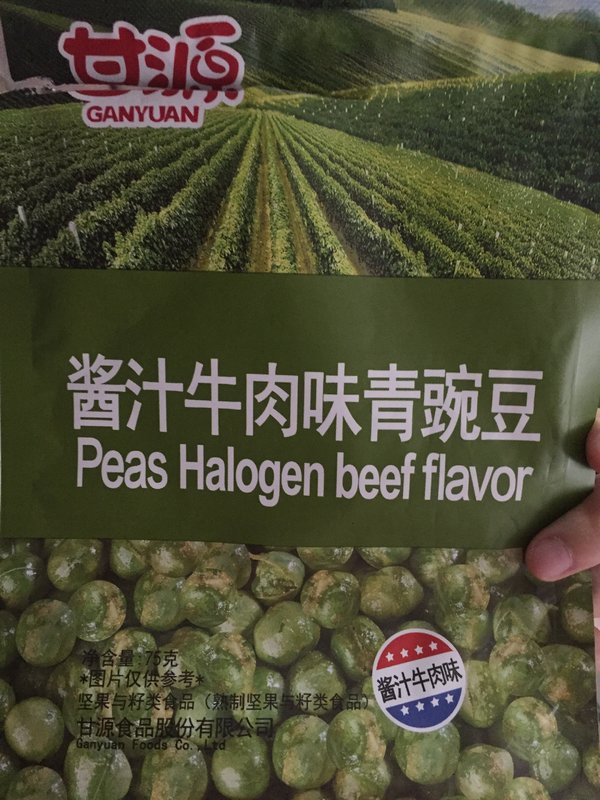 甘源
GANYUAN
酱汁牛肉味青豌豆
Peas Halogen beef flavor
净含量:75克
*图片仅供参考*
坚果与籽类食品（熟制坚果与籽类食品）
甘源食品股份有限公司
Ganyuan Foods Co.,Ltd
酱汁牛肉味